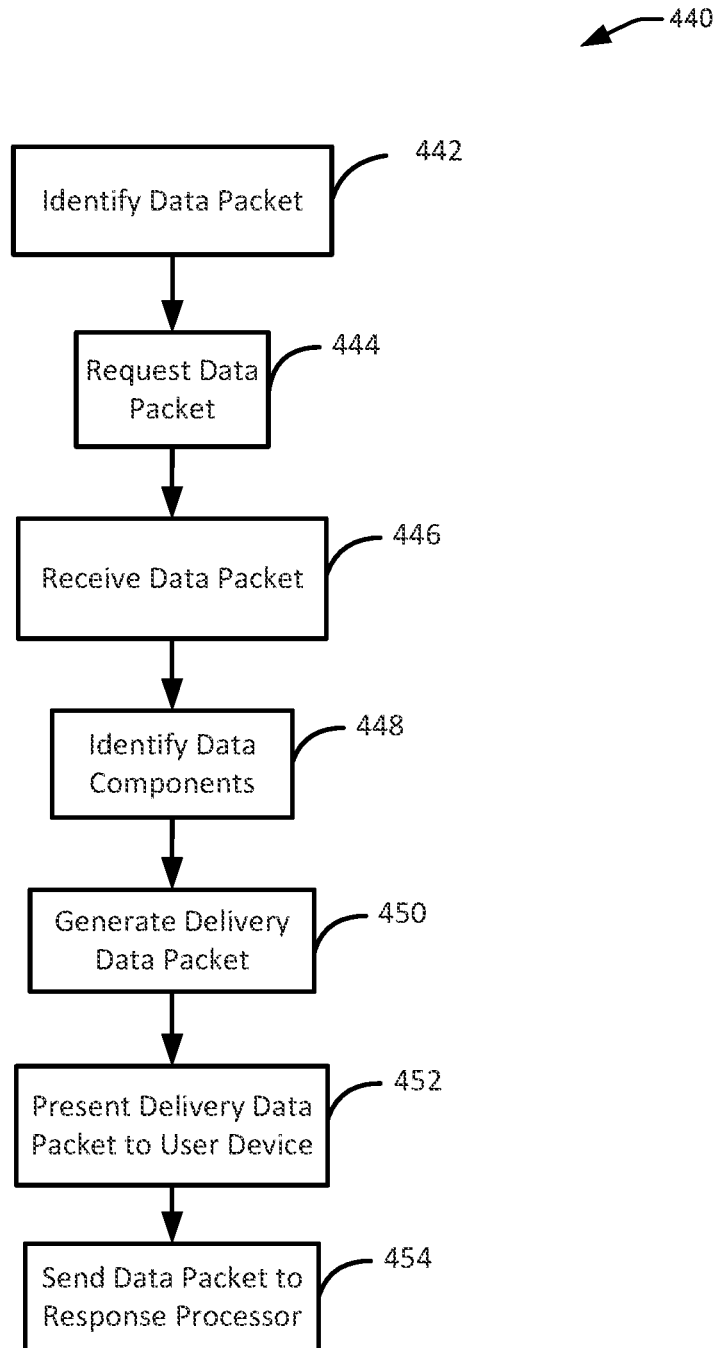 440
442
Identify Data Packet
444
Request Data
Packet
446
Receive Data Packet
448
Identify Data
Components
450
Generate Delivery
Data Packet
452
Present Delivery Data
Packet to User Device
454
Send Data Packet to
Response Processor